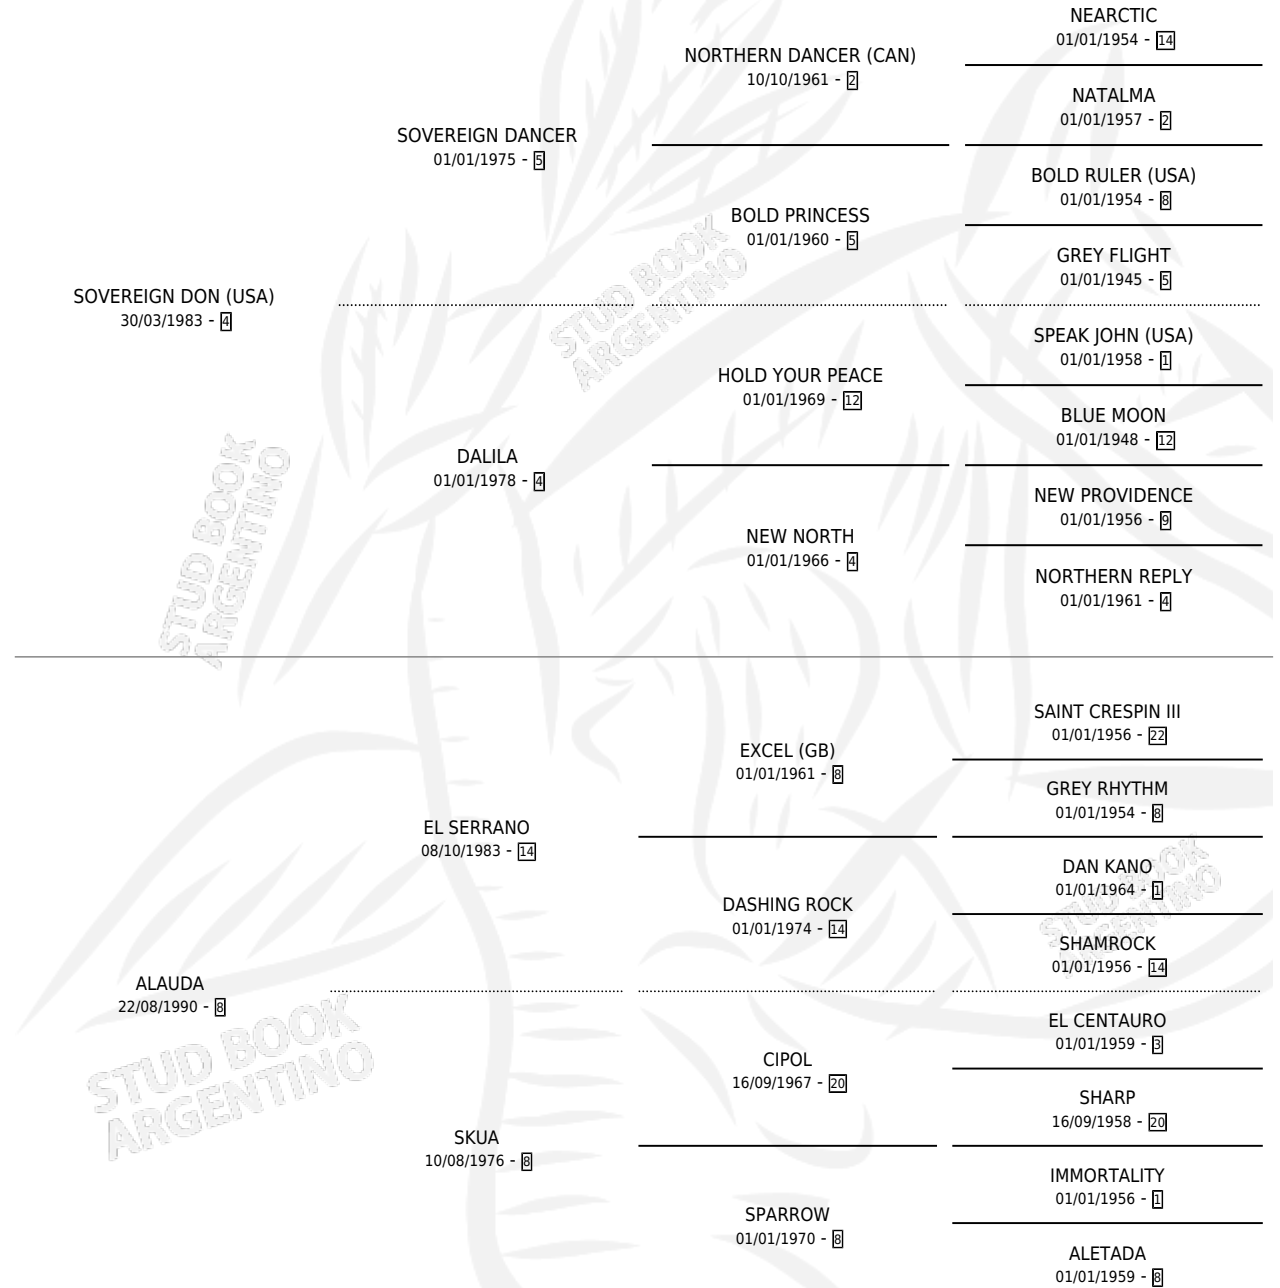 NEARCTIC
01/01/1954 - 14
NORTHERN DANCER (CAN)
10/10/1961 - 2
NATALMA
01/01/1957 - 2
SOVEREIGN DANCER
01/01/1975 - 5
BOLD RULER (USA)
01/01/1954 - 8
BOLD PRINCESS
01/01/1960 - 5
GREY FLIGHT
01/01/1945 - 5
STUD BOOK
ARGENTINO
SOVEREIGN DON (USA)
30/03/1983 - 4
SPEAK JOHN (USA)
01/01/1958 - 1
HOLD YOUR PEACE
01/01/1969 - 12
BLUE MOON
01/01/1948 - 12
DALILA
01/01/1978 - 4
NEW PROVIDENCE
01/01/1956 - 9
NEW NORTH
01/01/1966 - 4
NORTHERN REPLY
01/01/1961 - 4
STUD BOOK
ARGENTINO
SAINT CRESPIN III
01/01/1956 - 22
EXCEL (GB)
01/01/1961 - 8
GREY RHYTHM
01/01/1954 - 8
EL SERRANO
08/10/1983 - 14
DAN KANO
01/01/1964 - 1
DASHING ROCK
01/01/1974 - 14
SHAMROCK
01/01/1956 - 14
STUD BOOK
ARGENTINO
ALAUDA
22/08/1990 - 8
EL CENTAURO
01/01/1959 - 3
CIPOL
16/09/1967 - 20
SHARP
16/09/1958 - 20
STUD BOOK
ARGENTINO
SKUA
10/08/1976 - 8
IMMORTALITY
01/01/1956 - 1
SPARROW
01/01/1970 - 8
ALETADA
01/01/1959 - 8